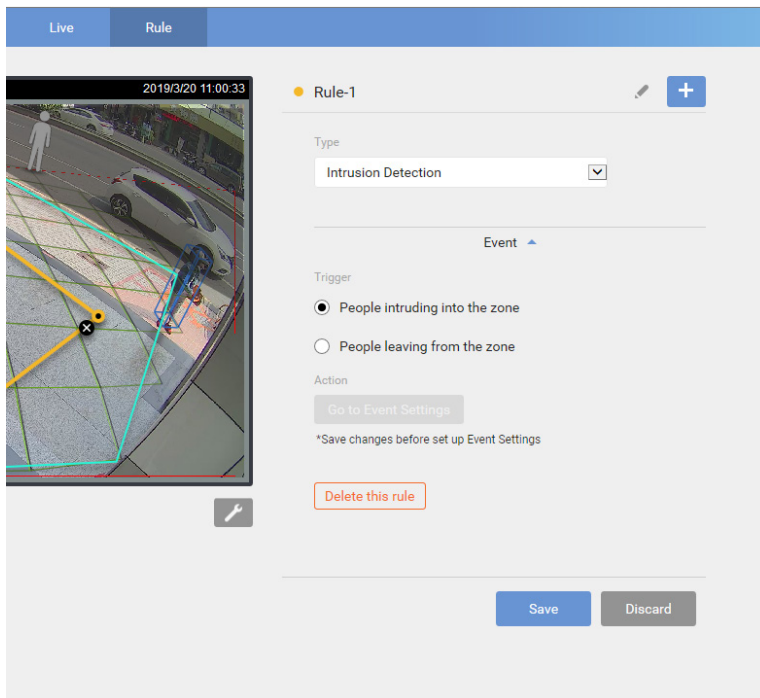 Live Rule
2019/3/20 11:00:33
Rule-1
Type
Intrusion Detection
Event
Trigger
People intruding into the zone
People leaving from the zone
Action
Go to Event Settings
*Save changes before set up Event Settings
Delete this rule
Save Discard